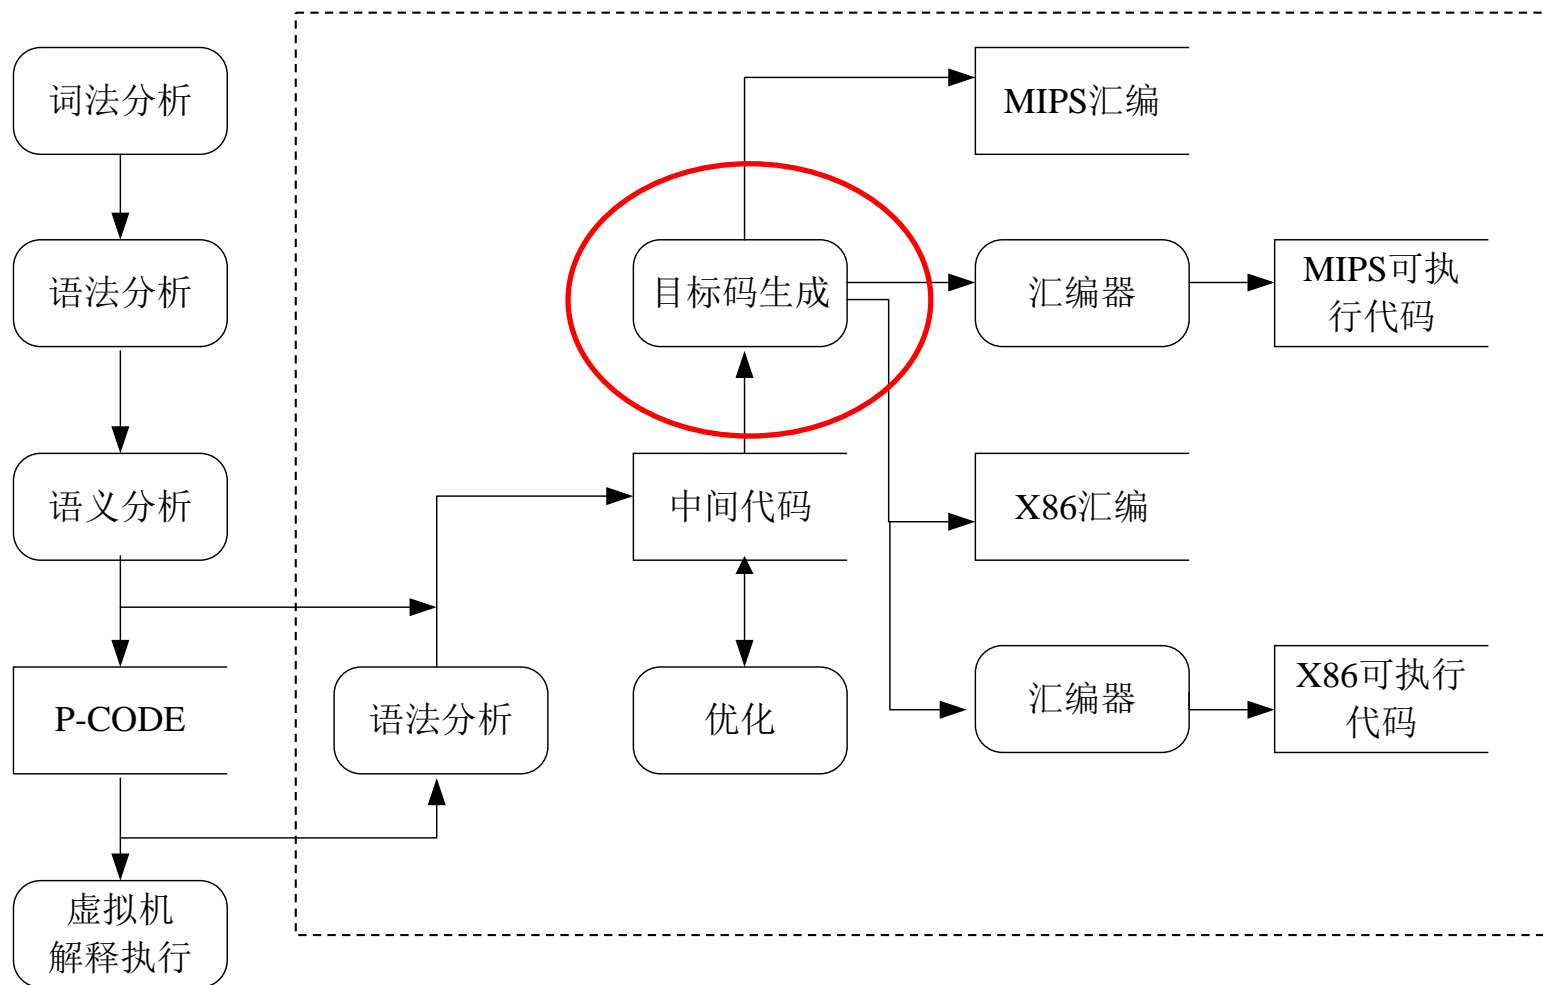 词法分析
MIPS汇编
语法分析
目标码生成
汇编器
MIPS可执
行代码
语义分析
中间代码
X86汇编
P-CODE
语法分析
优化
汇编器
X86可执行
代码
虚拟机
解释执行